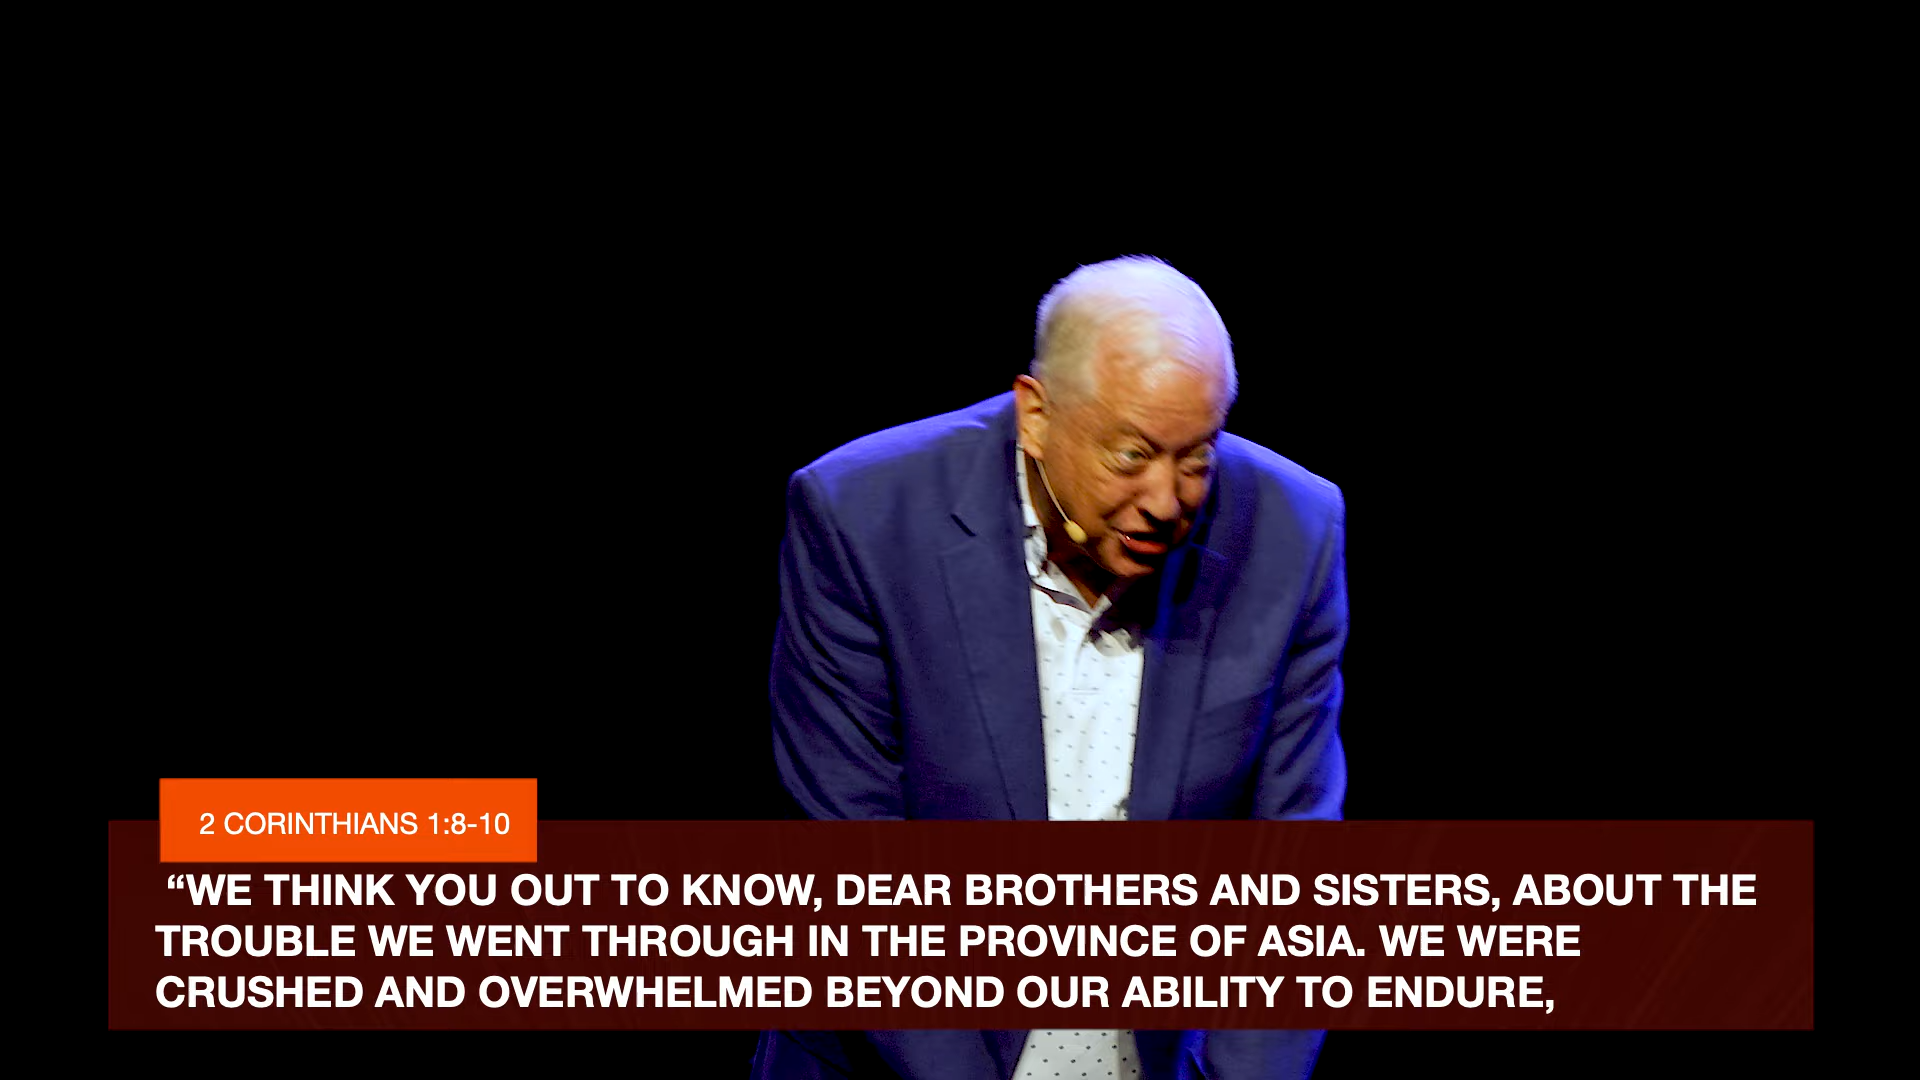 2 CORINTHIANS 1:8-10
“WE THINK YOU OUT TO KNOW, DEAR BROTHERS AND SISTERS, ABOUT THE
TROUBLE WE WENT THROUGH IN THE PROVINCE OF ASIA. WE WERE
CRUSHED AND OVERWHELMED BEYOND OUR ABILITY TO ENDURE,